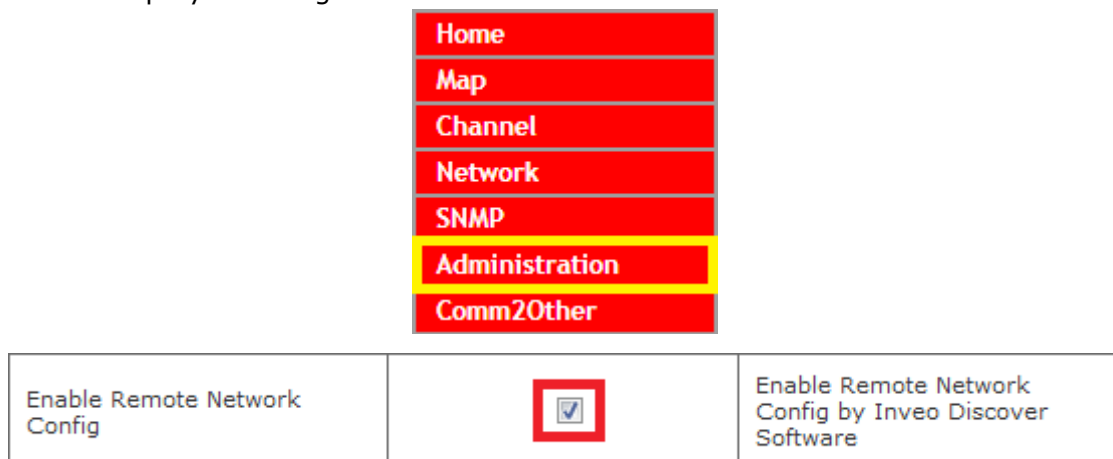 Home
Map
Channel
Network
SNMP
Administration
Comm2Other
Enable Remote Network
Config
Enable Remote Network
Config by Inveo Discover
Software